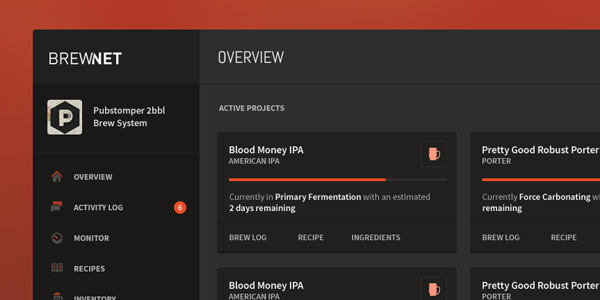 BREWNET
OVERVIEW
P
Pubstomper 2bbl
Brew System
OVERVIEW
ACTIVITY LOG
6
MONITOR
RECIPES
INVENTORY
ACTIVE PROJECTS
Blood Money IPA
AMERICAN IPA
Currently in Primary Fermentation with an estimated
2 days remaining
BREW LOG RECIPE INGREDIENTS
Pretty Good Robust Porter
PORTER
Currently Force Carbonating
remaining
BREW LOG RECIPE
Blood Money IPA
AMERICAN IPA
Pretty Good Robust Porter
PORTER